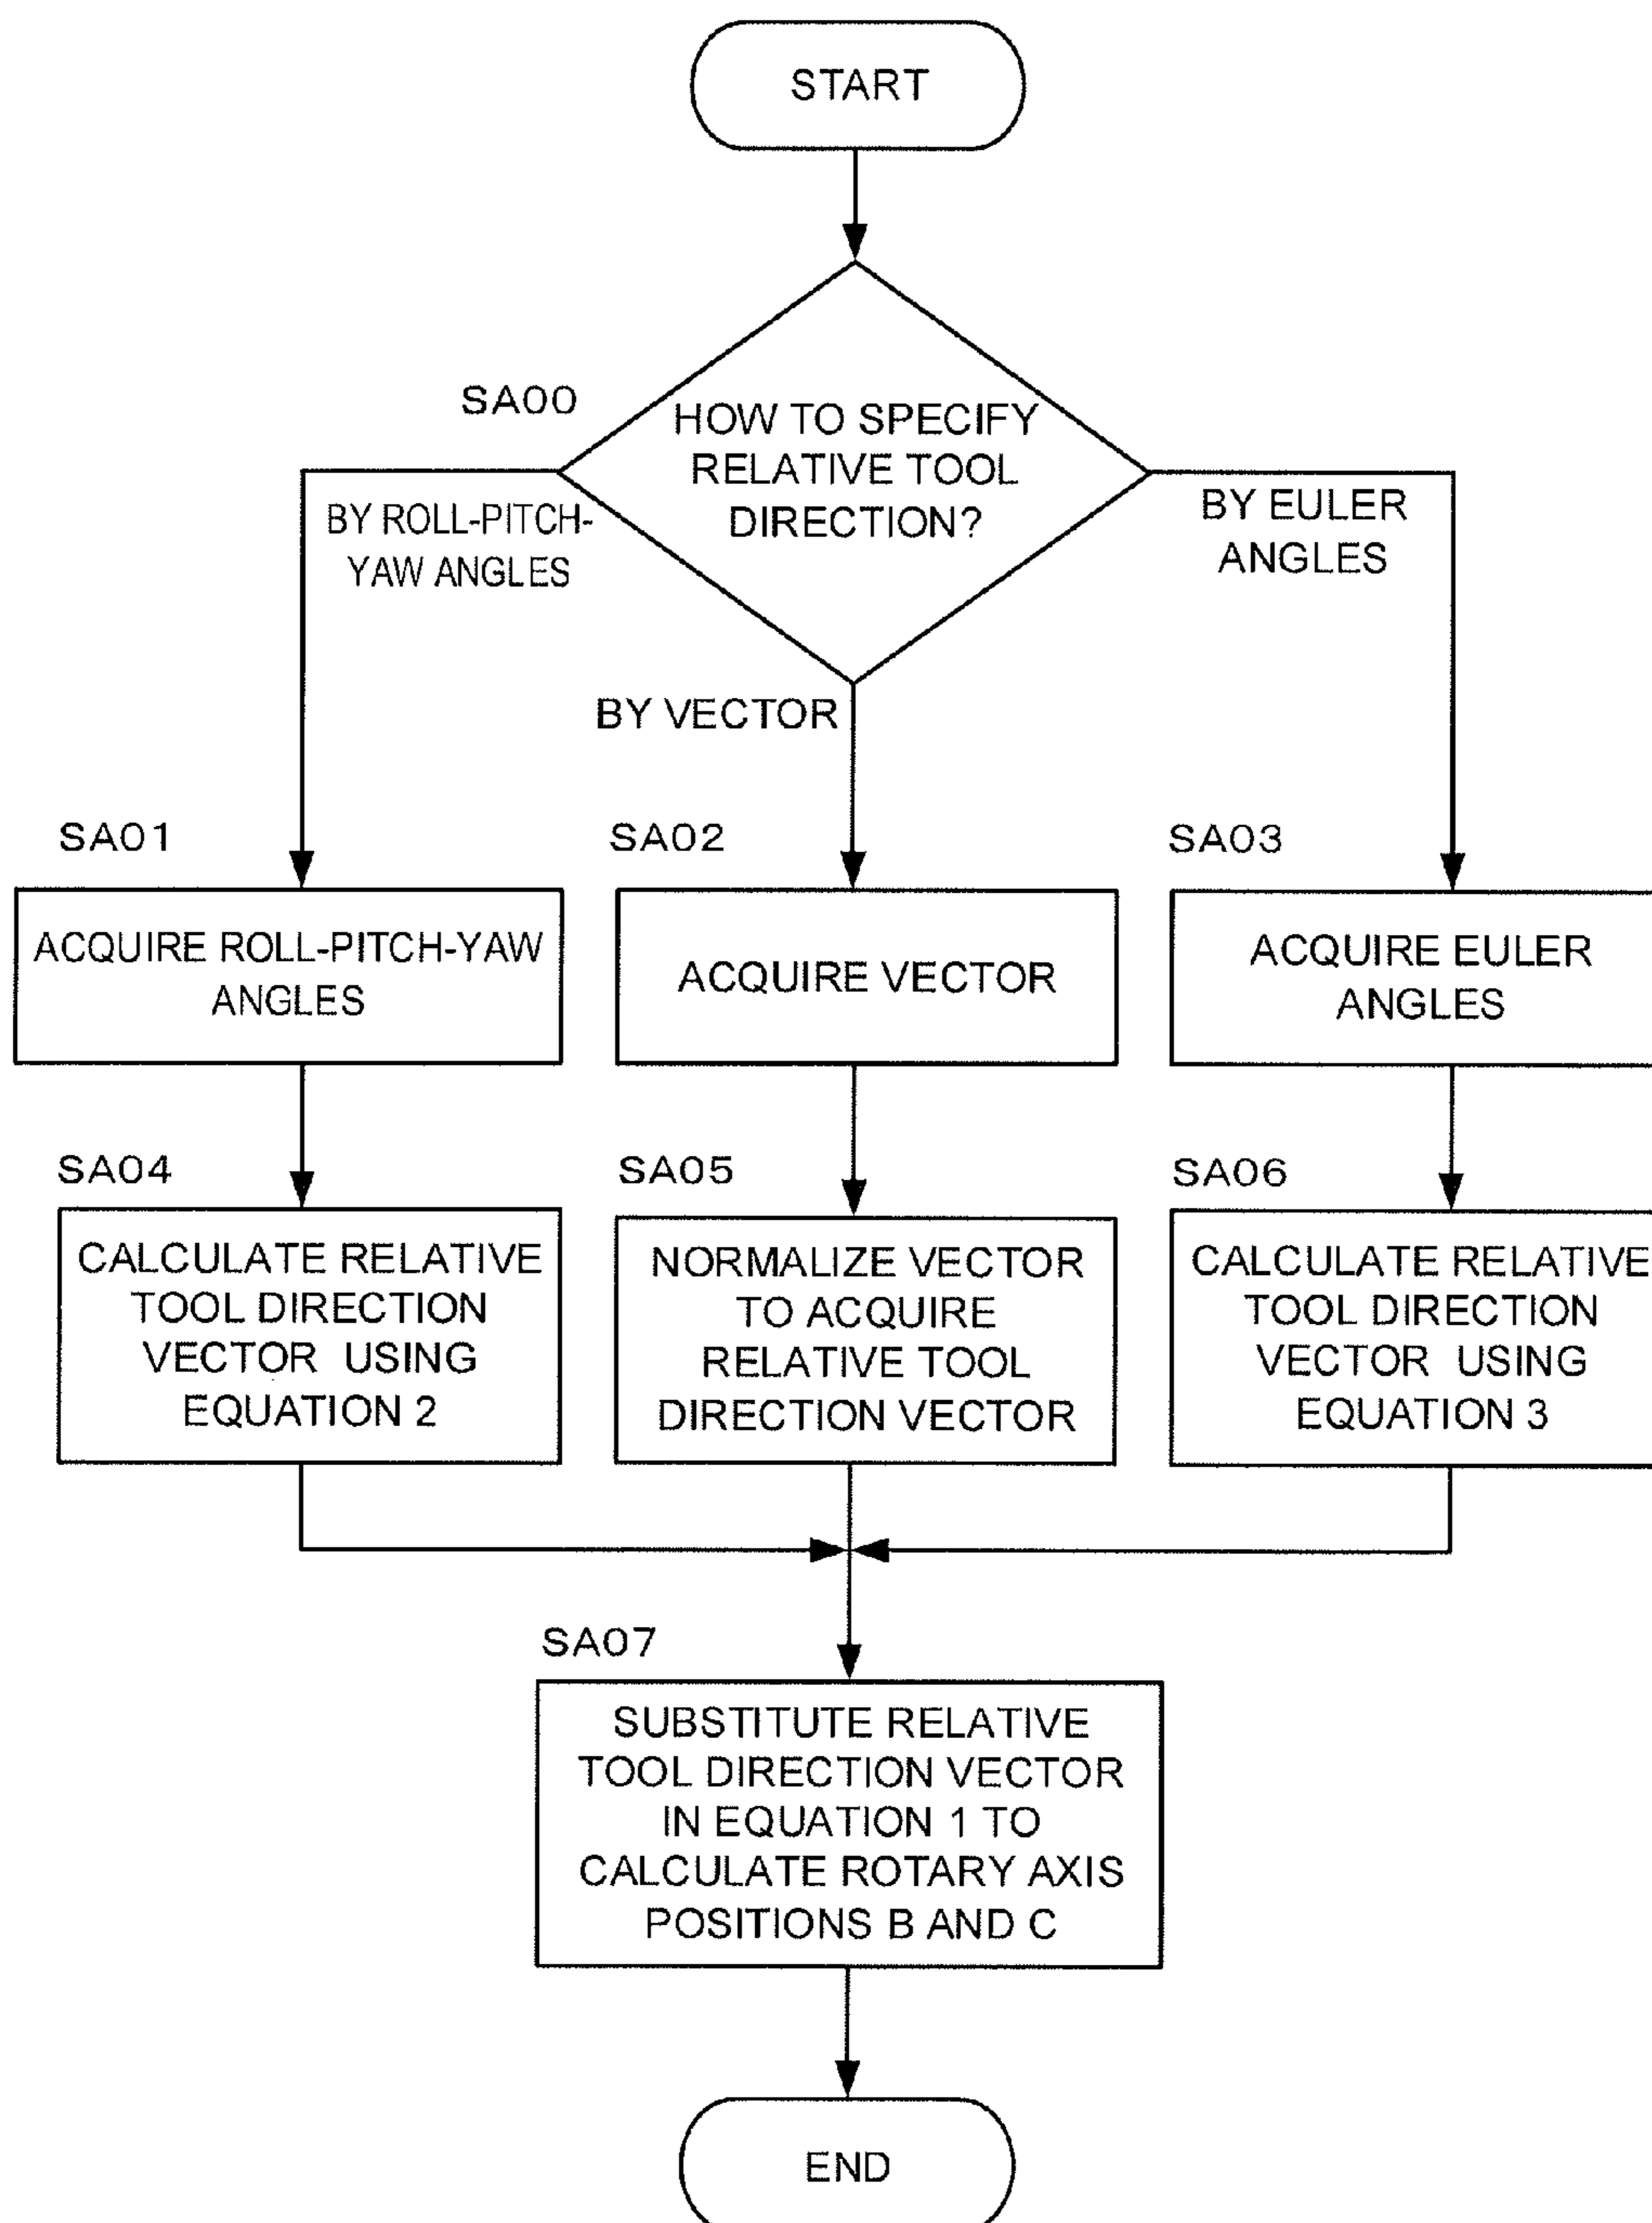 START
SA00
HOW TO SPECIFY
RELATIVE TOOL
DIRECTION?
BY ROLL-PITCH-
YAW ANGLES
BY EULER
ANGLES
BY VECTOR
SA01
ACQUIRE ROLL-PITCH-YAW
ANGLES
SA02
ACQUIRE VECTOR
SA03
ACQUIRE EULER
ANGLES
SA04
CALCULATE RELATIVE
TOOL DIRECTION
VECTOR USING
EQUATION 2
SA05
NORMALIZE VECTOR
TO ACQUIRE
RELATIVE TOOL
DIRECTION VECTOR
SA06
CALCULATE RELATIVE
TOOL DIRECTION
VECTOR USING
EQUATION 3
SA07
SUBSTITUTE RELATIVE
TOOL DIRECTION VECTOR
IN EQUATION 1 TO
CALCULATE ROTARY AXIS
POSITIONS B AND C
END